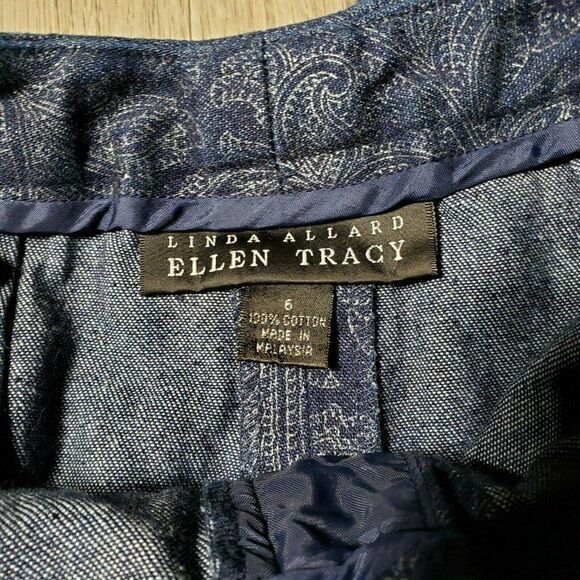 LINDA ALLARD
ELLEN TRACY
6
100% COTTON
MADE IN
MALAYSIA